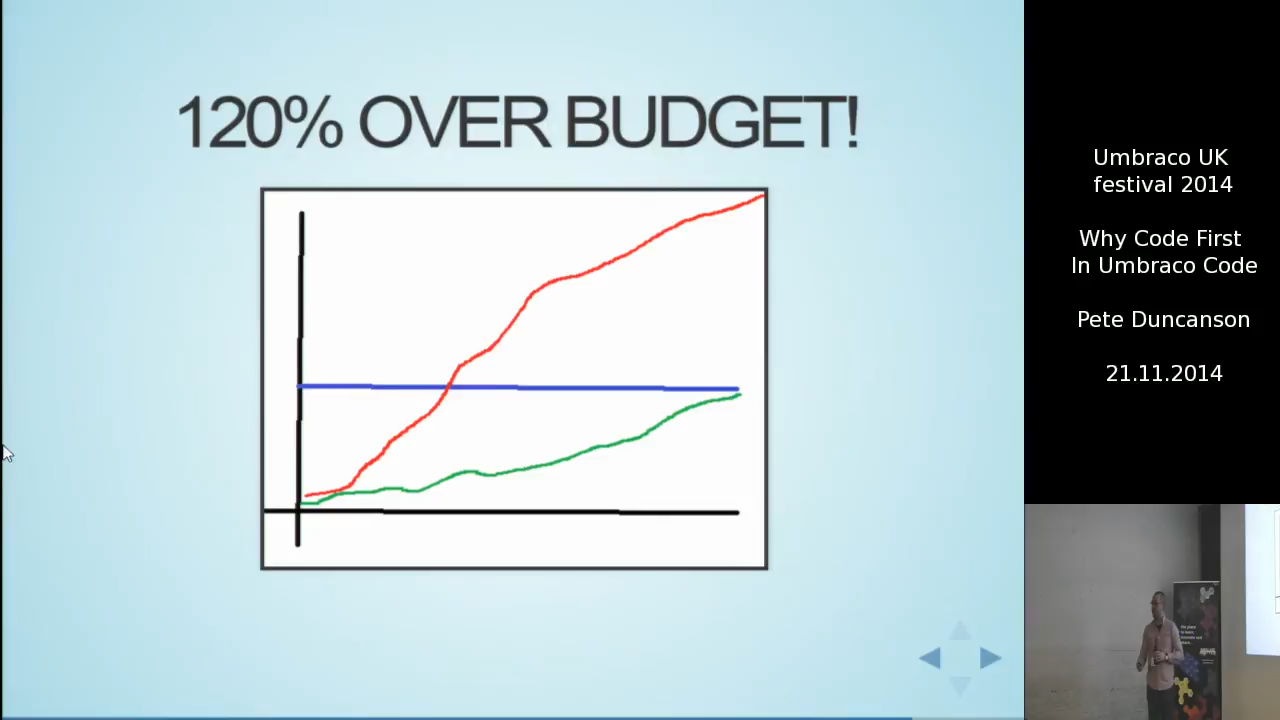 120% OVER BUDGET!
Umbraco UK
festival 2014
Why Code First
In Umbraco Code
Pete Duncanson
21.11.2014